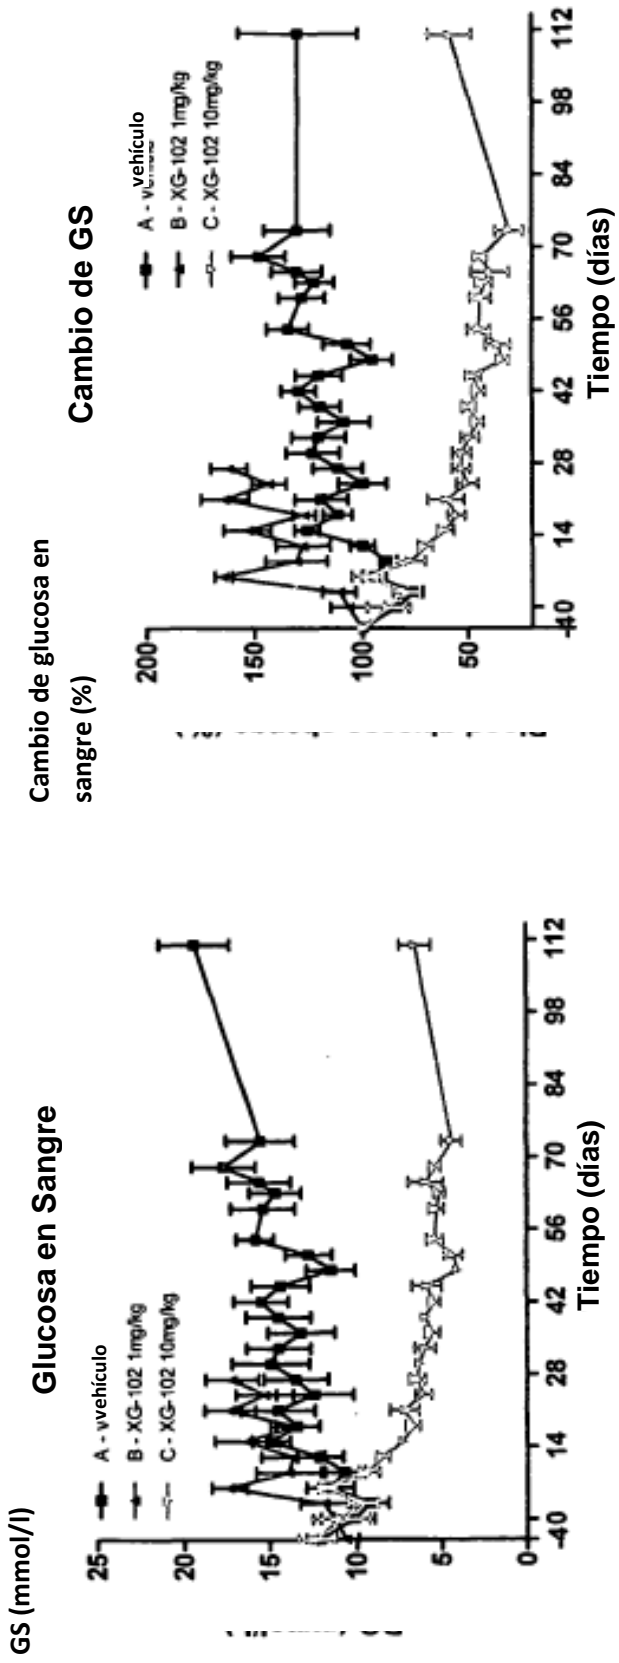 GS (mmol/l)
Glucosa en Sangre
A - vehículo
B - XG-102 1mg/kg
C - XG-102 10mg/kg
25
20
15
10
5
0
-4 0 14 28 42 56 70 84 98 112
Tiempo (días)
Cambio de glucosa en
sangre (%)
Cambio de GS
A - vehículo
B - XG-102 1mg/kg
C - XG-102 10mg/kg
200
150
100
50
-4 0 14 28 42 56 70 84 98 112
Tiempo (días)